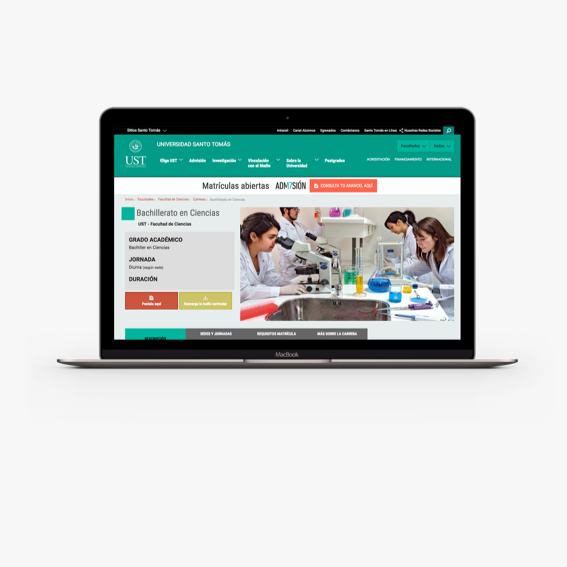 Sitios Santo Tomás
Intranet Canal Alumnos Egresados Contáctanos Santo Tomás en Línea Nuestras Redes Sociales
UST
UNIVERSIDAD SANTO TOMÁS
Facultades Sedes
Elige UST Admisión Investigación Vinculación con el Medio Sobre la Universidad Postgrados
ACREDITACIÓN FINANCIAMIENTO INTERNACIONAL
Matrículas abiertas ADM17SIÓN CONSULTA TU ARANCEL AQUÍ
Inicio Facultades Facultad de Ciencias Carreras Bachillerato en Ciencias
Bachillerato en Ciencias
UST - Facultad de Ciencias
GRADO ACADÉMICO
Bachiller en Ciencias
JORNADA
Diurna (según sede)
DURACIÓN
Postula aquí
Descarga la malla curricular
SEDES Y JORNADAS REQUISITOS MATRÍCULA MÁS SOBRE LA CARRERA
MacBook